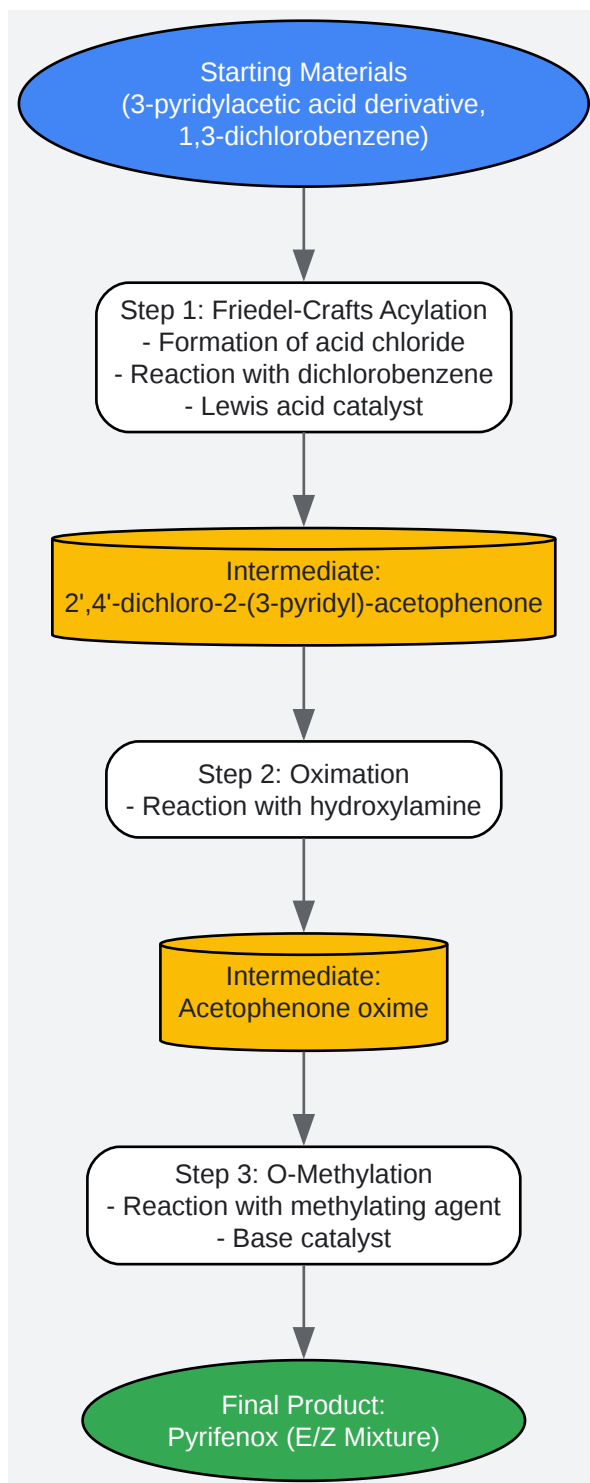 Starting Materials
(3-pyridylacetic acid derivative,
1,3-dichlorobenzene)
Step 1: Friedel-Crafts Acylation
- Formation of acid chloride
- Reaction with dichlorobenzene
- Lewis acid catalyst
Intermediate:
2',4'-dichloro-2-(3-pyridyl)-acetophenone
Step 2: Oximation
- Reaction with hydroxylamine
Intermediate:
Acetophenone oxime
Step 3: O-Methylation
- Reaction with methylating agent
- Base catalyst
Final Product:
Pyrifenox (E/Z Mixture)